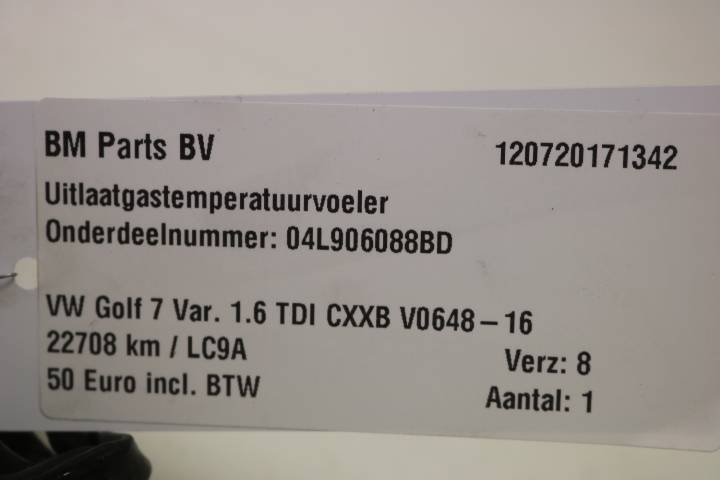 BM Parts BV 120720171342
Uitlaatgastemperatuurvoeler
Onderdeelnummer: 04L906088BD
VW Golf 7 Var. 1.6 TDI CXXB V0648-16
22708 km / LC9A Verz: 8
50 Euro incl. BTW Aantal: 1